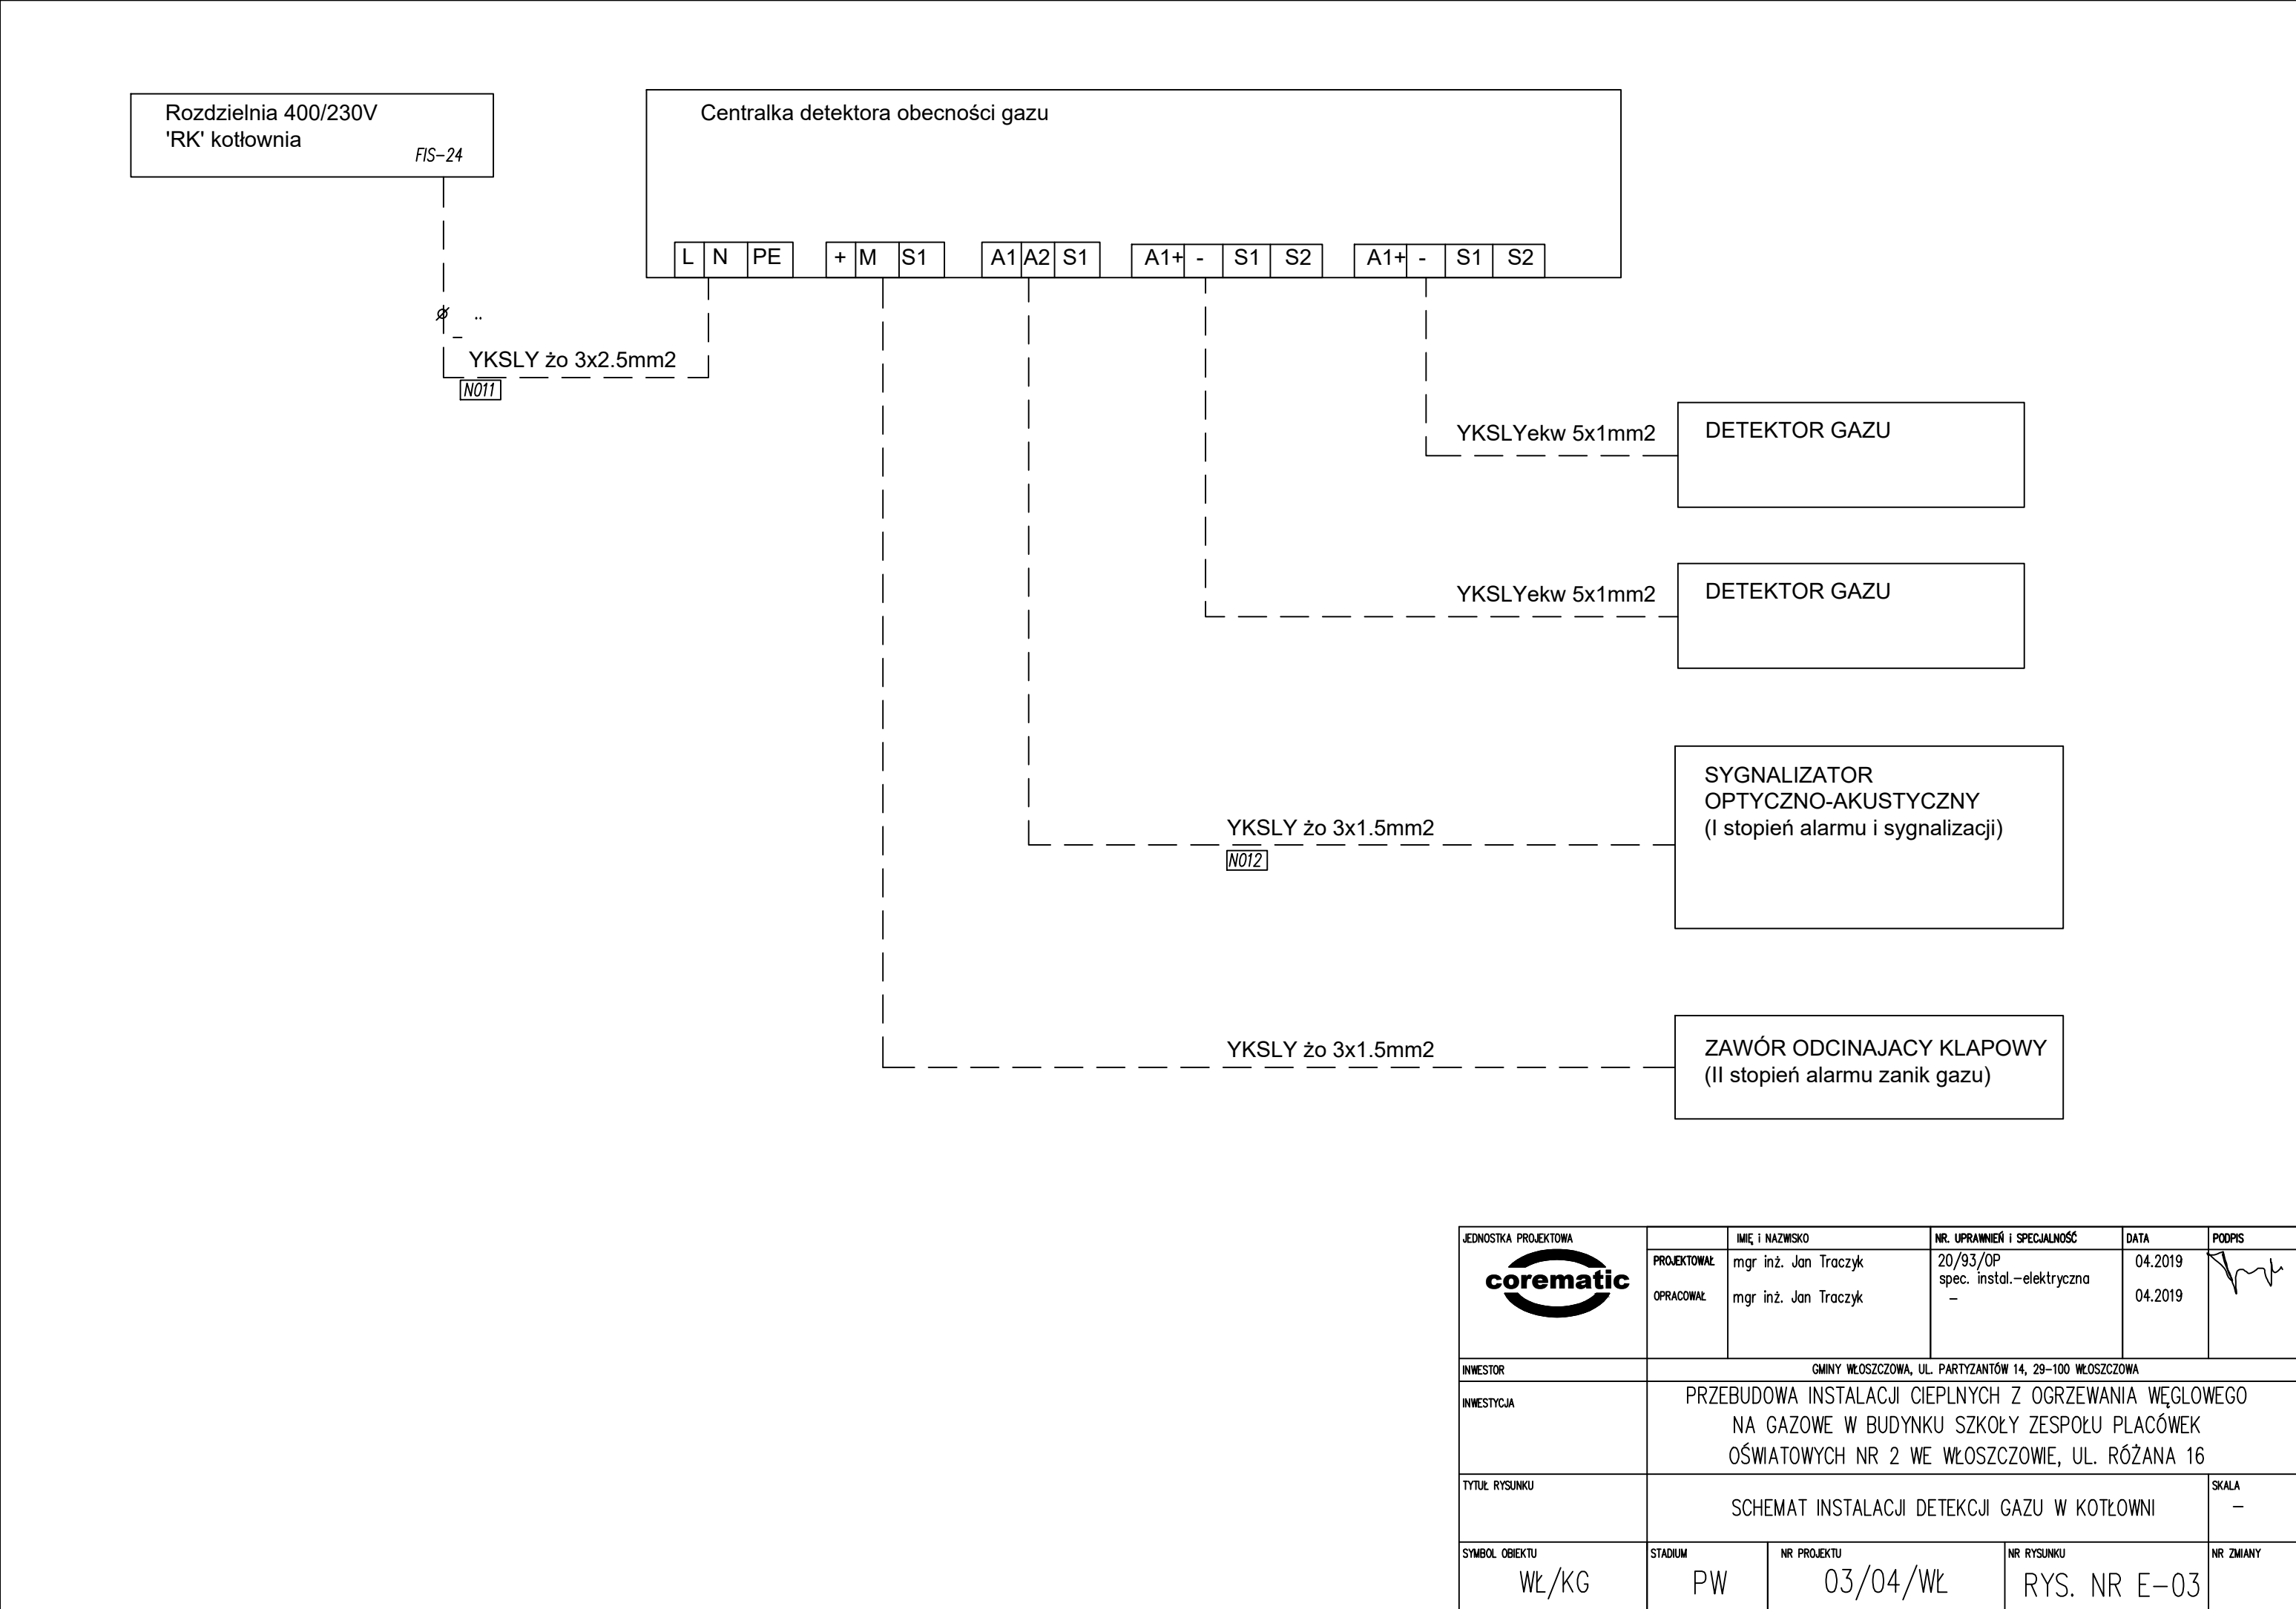 Rozdzielnia 400/230V
'RK' kotłownia
FIS-24
Centralka detektora obecności gazu
L N PE + M S1 A1 A2 S1 A1+ - S1 S2 A1+ - S1 S2
YKSLY żo 3x2.5mm2
N011
YKSLYekw 5x1mm2
DETEKTOR GAZU
YKSLYekw 5x1mm2
DETEKTOR GAZU
SYGNALIZATOR
OPTYCZNO-AKUSTYCZNY
(I stopień alarmu i sygnalizacji)
YKSLY żo 3x1.5mm2
N012
YKSLY żo 3x1.5mm2
ZAWÓR ODCINAJACY KLAPOWY
(II stopień alarmu zanik gazu)
JEDNOSTKA PROJEKTOWA
corematic
IMIĘ i NAZWISKO NR. UPRAWNIEŃ i SPECJALNOŚĆ DATA PODPIS
PROJEKTOWAŁ mgr inż. Jan Traczyk 20/93/OP 04.2019
spec. instal.-elektryczna
OPRACOWAŁ mgr inż. Jan Traczyk - 04.2019
INWESTOR GMINY WŁOSZCZOWA, UL. PARTYZANTÓW 14, 29-100 WŁOSZCZOWA
INWESTYCJA PRZEBUDOWA INSTALACJI CIEPLNYCH Z OGRZEWANIA WĘGLOWEGO
NA GAZOWE W BUDYNKU SZKOŁY ZESPOŁU PLACÓWEK
OŚWIATOWYCH NR 2 WE WŁOSZCZOWIE, UL. RÓŻANA 16
TYTUŁ RYSUNKU SCHEMAT INSTALACJI DETEKCJI GAZU W KOTŁOWNI SKALA
-
SYMBOL OBIEKTU STADIUM NR PROJEKTU NR RYSUNKU NR ZMIANY
WŁ/KG PW 03/04/WŁ RYS. NR E-03